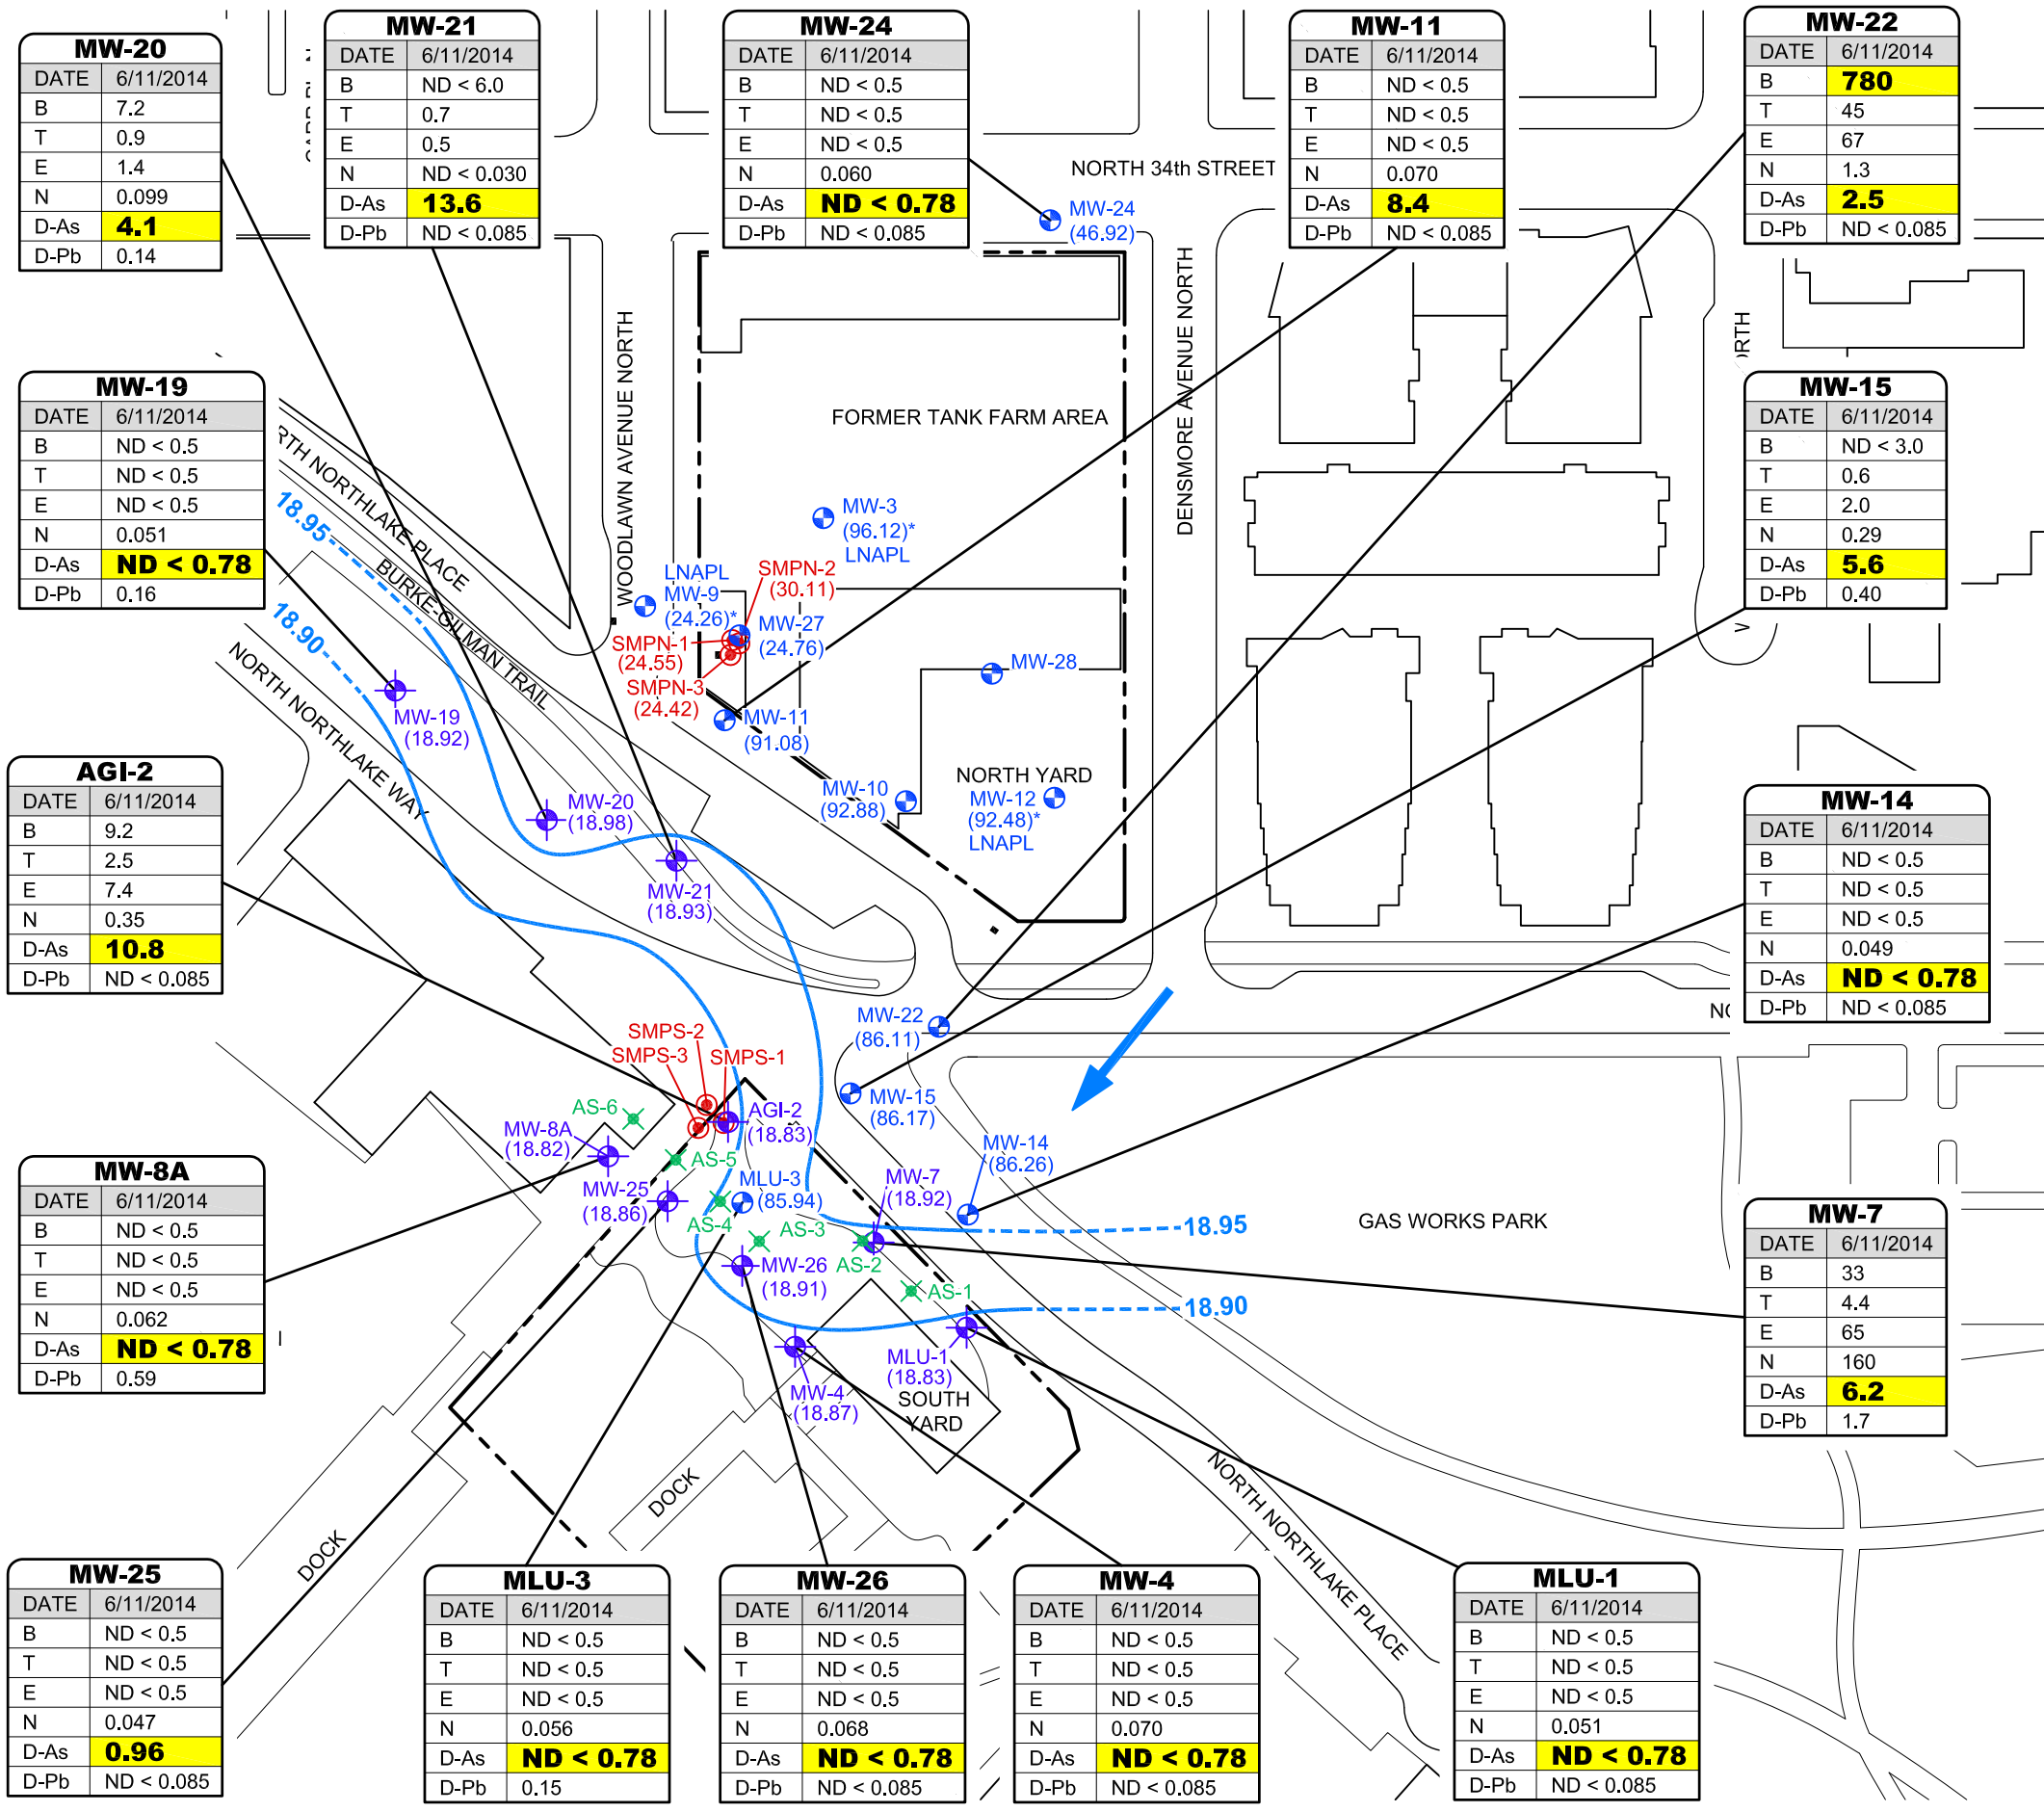 MW-20
DATE 6/11/2014
B 7.2
T 0.9
E 1.4
N 0.099
D-As 4.1
D-Pb 0.14
MW-21
DATE 6/11/2014
B ND < 6.0
T 0.7
E 0.5
N ND < 0.030
D-As 13.6
D-Pb ND < 0.085
MW-24
DATE 6/11/2014
B ND < 0.5
T ND < 0.5
E ND < 0.5
N 0.060
D-As ND < 0.78
D-Pb ND < 0.085
MW-11
DATE 6/11/2014
B ND < 0.5
T ND < 0.5
E ND < 0.5
N 0.070
D-As 8.4
D-Pb ND < 0.085
MW-22
DATE 6/11/2014
B 780
T 45
E 67
N 1.3
D-As 2.5
D-Pb ND < 0.085
NORTH 34th STREET
MW-24
(46.92)
MW-19
DATE 6/11/2014
B ND < 0.5
T ND < 0.5
E ND < 0.5
N 0.051
D-As ND < 0.78
D-Pb 0.16
MW-15
DATE 6/11/2014
B ND < 3.0
T 0.6
E 2.0
N 0.29
D-As 5.6
D-Pb 0.40
WOODLAWN AVENUE NORTH
DENSMORE AVENUE NORTH
FORMER TANK FARM AREA
RTH NORTHLAKE PLACE
BURKE-GILMAN TRAIL
NORTH NORTHLAKE WAY
18.95
18.90
MW-3
(96.12)*
LNAPL
LNAPL
MW-9
(24.26)*
SMPN-2
(30.11)
MW-27
(24.76)
SMPN-1
(24.55)
SMPN-3
(24.42)
MW-28
MW-11
(91.08)
MW-19
(18.92)
MW-10
(92.88)
NORTH YARD
MW-12
(92.48)*
LNAPL
MW-20
(18.98)
MW-21
(18.93)
AGI-2
DATE 6/11/2014
B 9.2
T 2.5
E 7.4
N 0.35
D-As 10.8
D-Pb ND < 0.085
MW-14
DATE 6/11/2014
B ND < 0.5
T ND < 0.5
E ND < 0.5
N 0.049
D-As ND < 0.78
D-Pb ND < 0.085
MW-22
(86.11)
SMPS-2
SMPS-3
SMPS-1
AS-6
AGI-2
(18.83)
MW-15
(86.17)
MW-8A
(18.82)
AS-5
MW-14
(86.26)
MW-25
(18.86)
MLU-3
(85.94)
AS-4
AS-3
MW-7
(18.92)
AS-2
MW-26
(18.91)
AS-1
18.95
18.90
GAS WORKS PARK
MW-8A
DATE 6/11/2014
B ND < 0.5
T ND < 0.5
E ND < 0.5
N 0.062
D-As ND < 0.78
D-Pb 0.59
MW-7
DATE 6/11/2014
B 33
T 4.4
E 65
N 160
D-As 6.2
D-Pb 1.7
MLU-1
(18.83)
MW-4
(18.87)
SOUTH
YARD
DOCK
DOCK
NORTH NORTHLAKE PLACE
MW-25
DATE 6/11/2014
B ND < 0.5
T ND < 0.5
E ND < 0.5
N 0.047
D-As 0.96
D-Pb ND < 0.085
MLU-3
DATE 6/11/2014
B ND < 0.5
T ND < 0.5
E ND < 0.5
N 0.056
D-As ND < 0.78
D-Pb 0.15
MW-26
DATE 6/11/2014
B ND < 0.5
T ND < 0.5
E ND < 0.5
N 0.068
D-As ND < 0.78
D-Pb ND < 0.085
MW-4
DATE 6/11/2014
B ND < 0.5
T ND < 0.5
E ND < 0.5
N 0.070
D-As ND < 0.78
D-Pb ND < 0.085
MLU-1
DATE 6/11/2014
B ND < 0.5
T ND < 0.5
E ND < 0.5
N 0.051
D-As ND < 0.78
D-Pb ND < 0.085